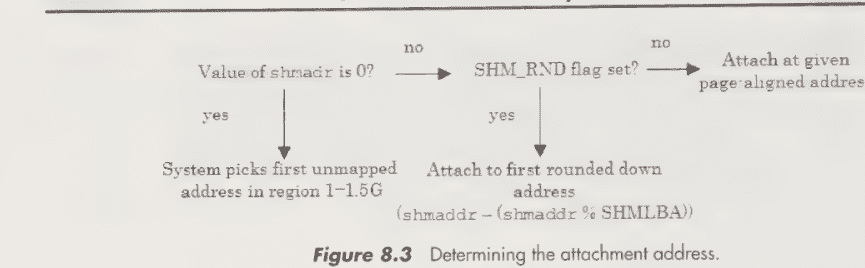 no
no
Value of shmadr is 0?
SHM_RND flag set?
Attach at given
page-aligned addres
yes
yes
System picks first unmapped
address in region 1–1.5G
Attach to first rounded down
address
(shmaddr – (shmaddr % SHMLBA))
Figure 8.3 Determining the attachment address.